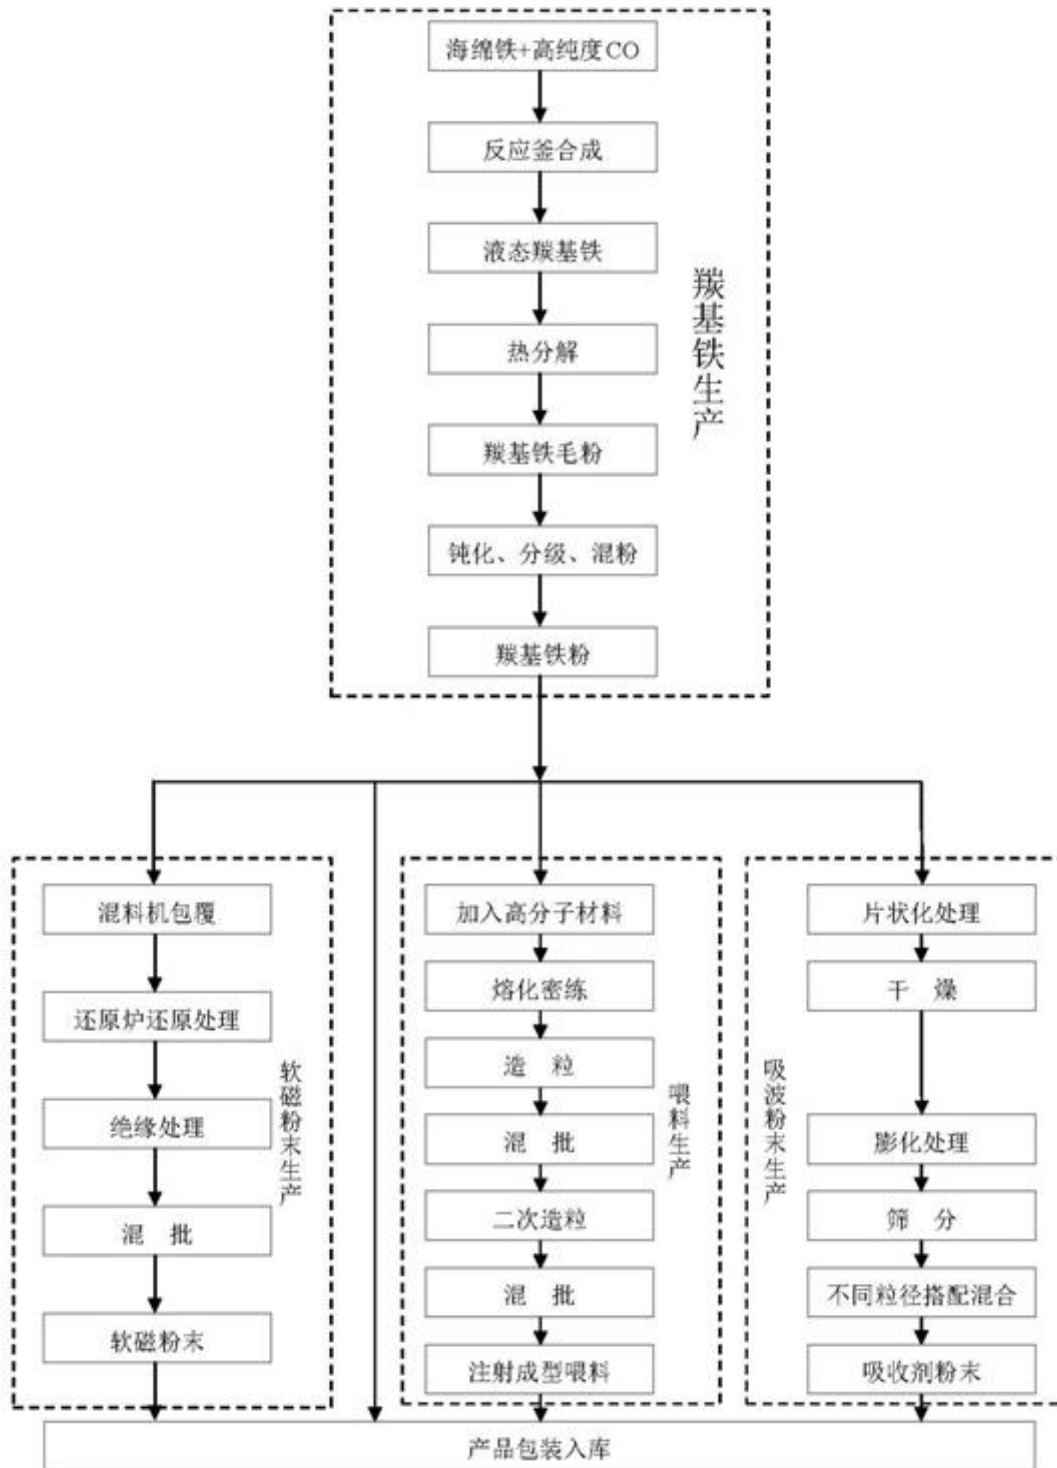 海绵铁+高纯度CO
反应釜合成
液态羰基铁
热分解
羰基铁毛粉
钝化、分级、混粉
羰基铁粉
羰基铁生产
混料机包覆
还原炉还原处理
绝缘处理
混 批
软磁粉末
软磁粉末生产
加入高分子材料
熔化密练
造 粒
混 批
二次造粒
混 批
注射成型喂料
喂料生产
片状化处理
干 燥
膨化处理
筛 分
不同粒径搭配混合
吸收剂粉末
吸波粉末生产
产品包装入库